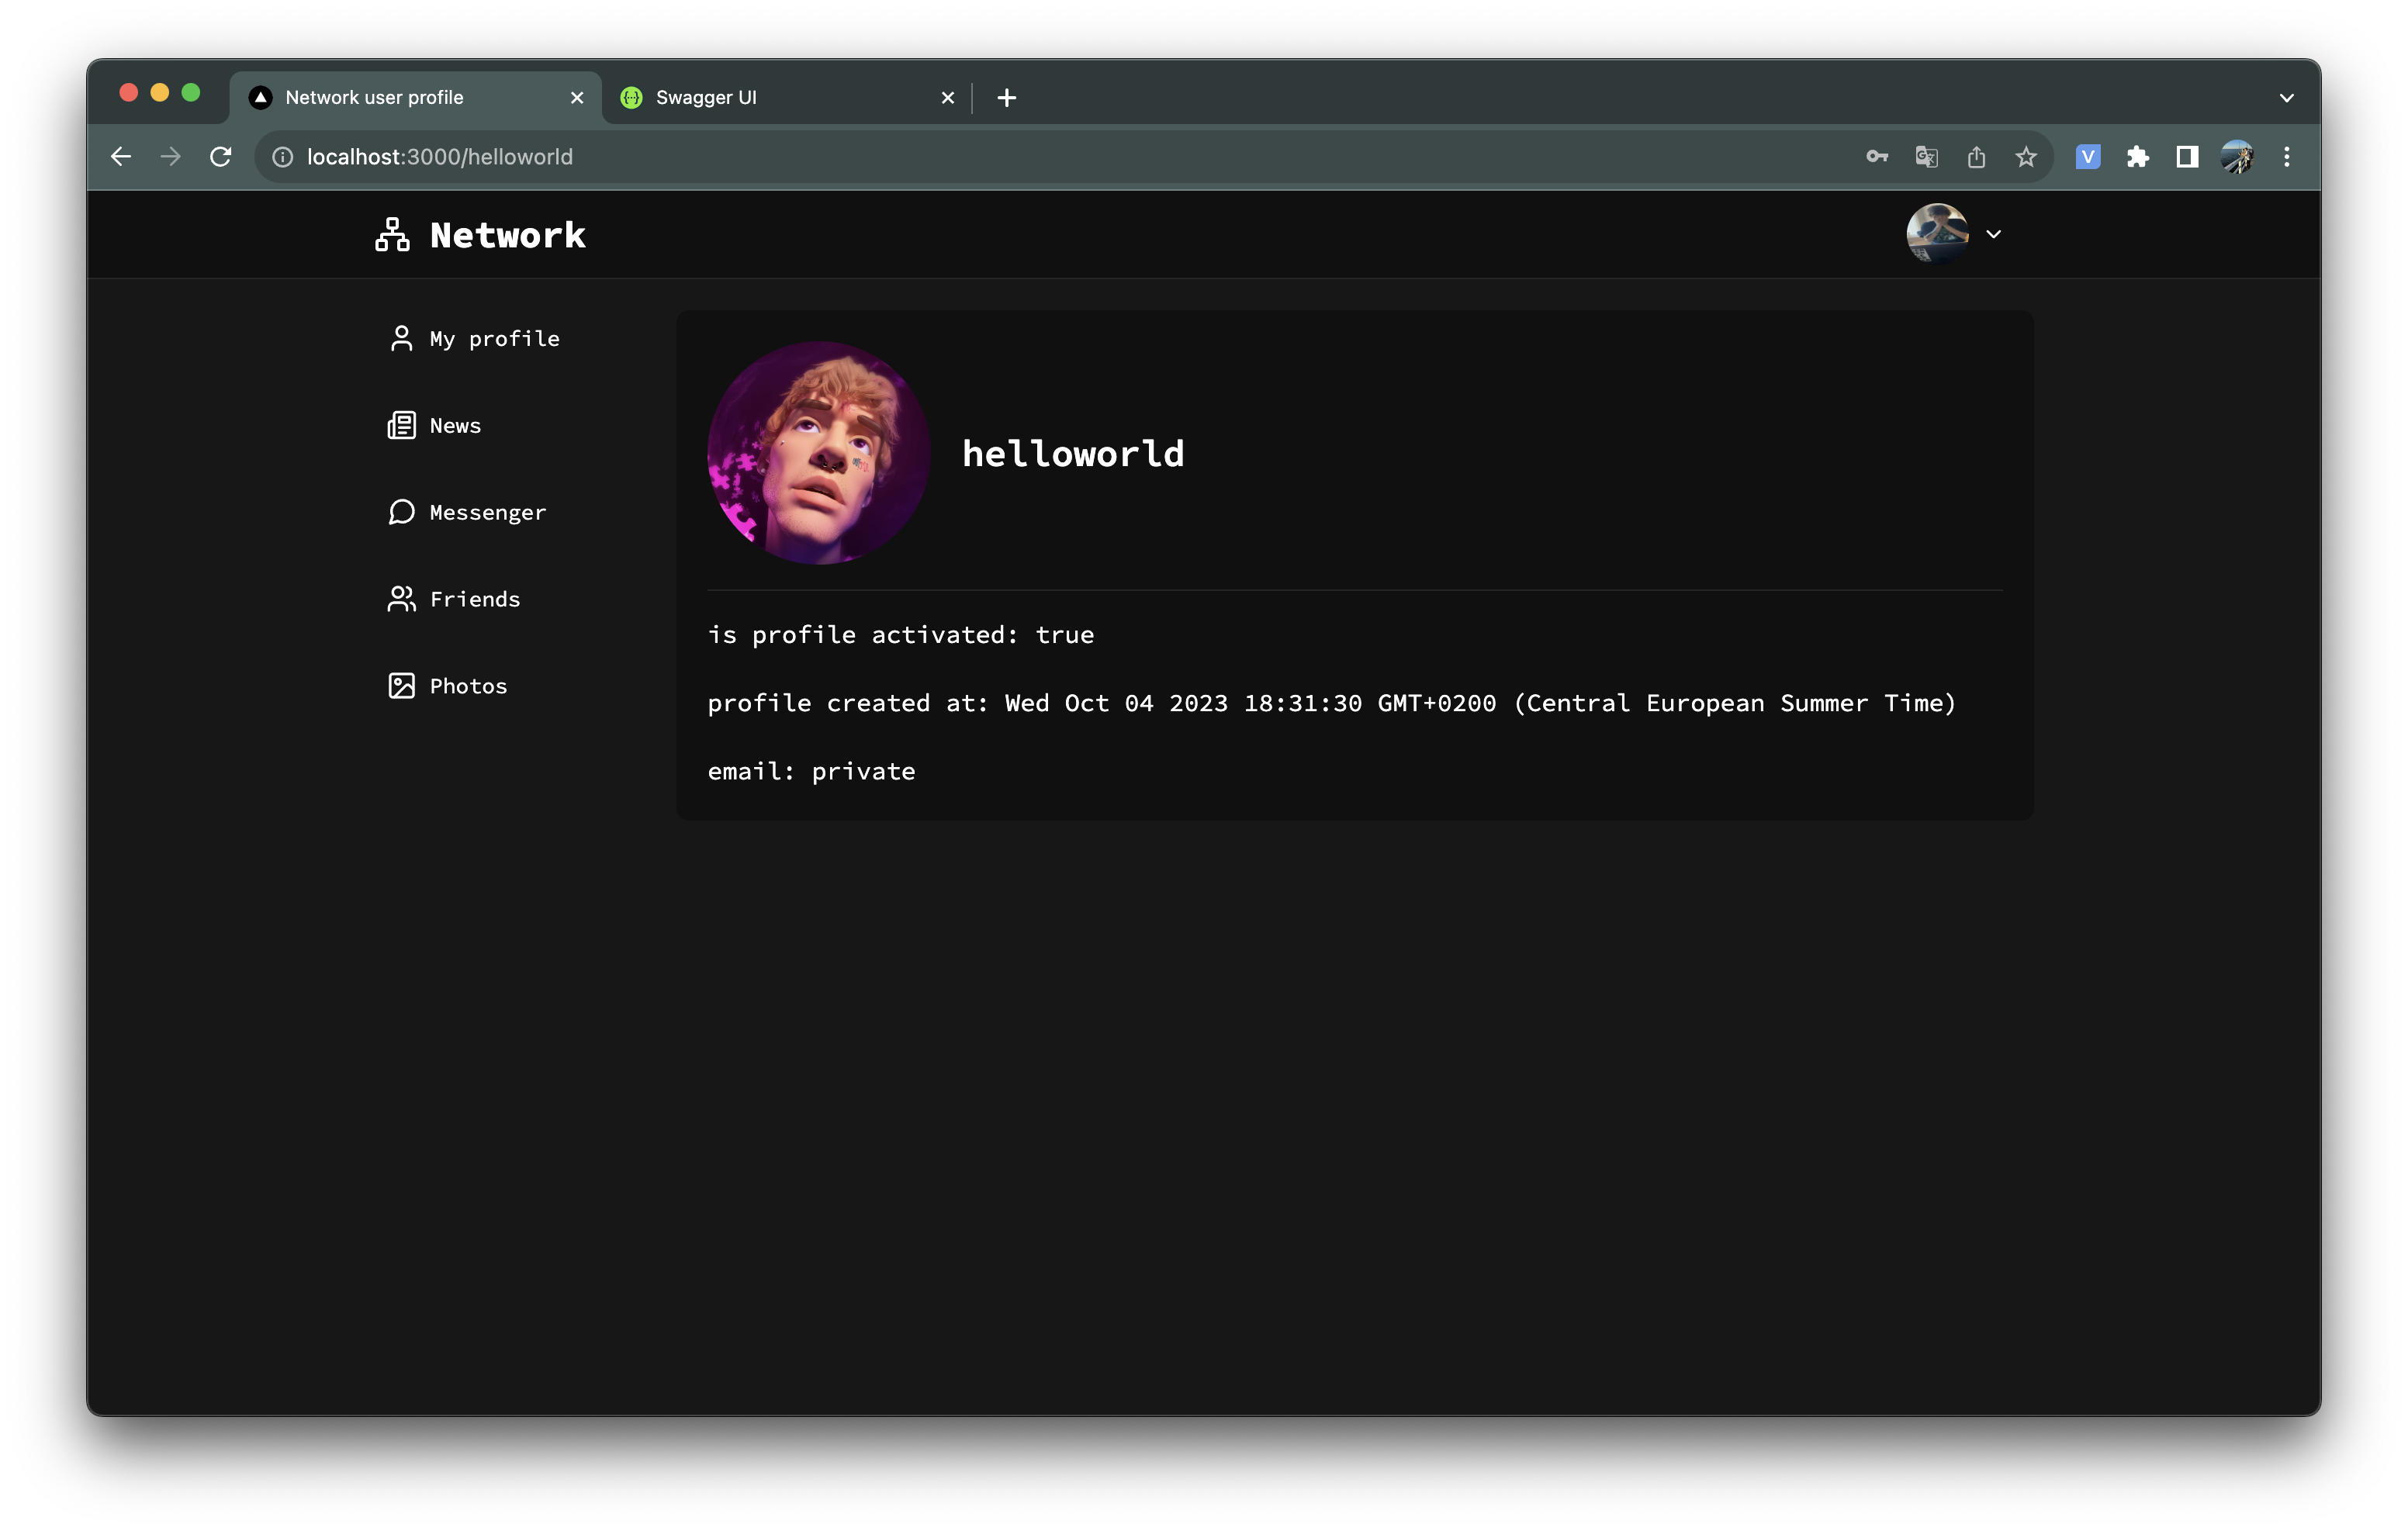 Network user profile
Swagger UI
localhost:3000/helloworld
V
Network
My profile
News
Messenger
Friends
Photos
helloworld
is profile activated: true
profile created at: Wed Oct 04 2023 18:31:30 GMT+0200 (Central European Summer Time)
email: private